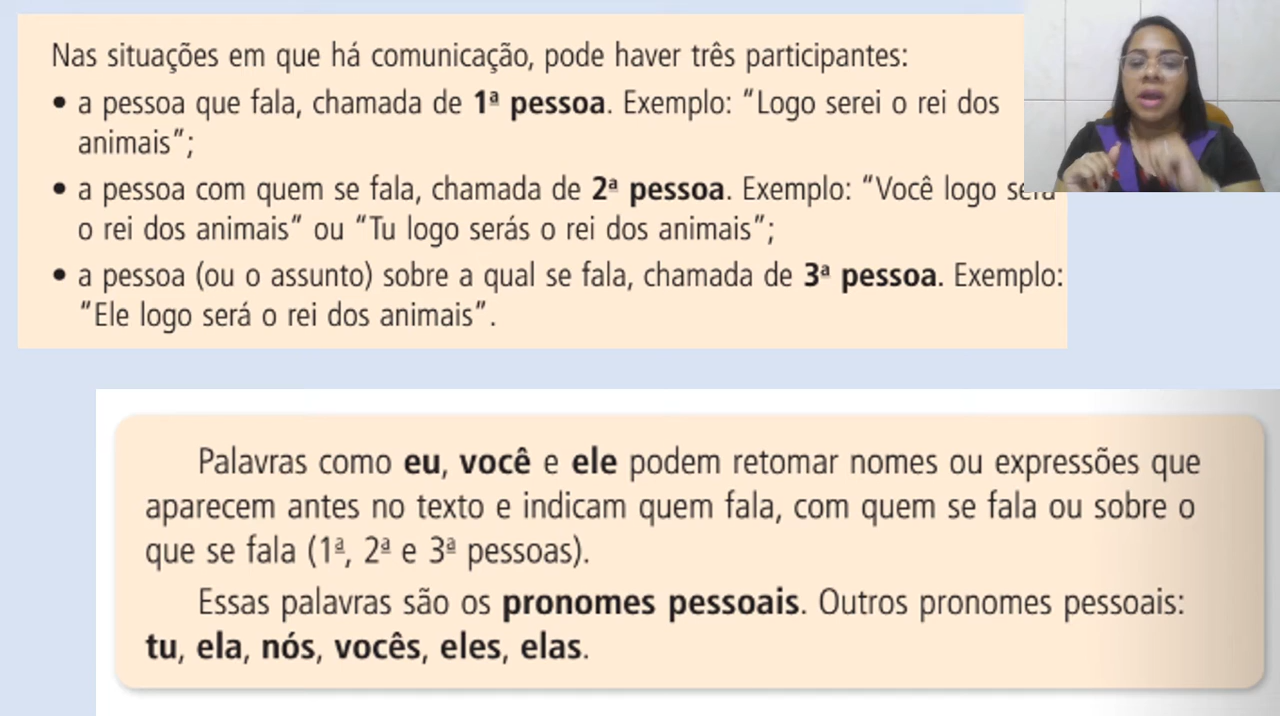 Nas situações em que há comunicação, pode haver três participantes:
• a pessoa que fala, chamada de 1ª pessoa. Exemplo: “Logo serei o rei dos
animais”;
• a pessoa com quem se fala, chamada de 2ª pessoa. Exemplo: “Você logo será
o rei dos animais” ou “Tu logo serás o rei dos animais”;
• a pessoa (ou o assunto) sobre a qual se fala, chamada de 3ª pessoa. Exemplo:
“Ele logo será o rei dos animais”.
Palavras como eu, você e ele podem retomar nomes ou expressões que
aparecem antes no texto e indicam quem fala, com quem se fala ou sobre o
que se fala (1ª, 2ª e 3ª pessoas).
Essas palavras são os pronomes pessoais. Outros pronomes pessoais:
tu, ela, nós, vocês, eles, elas.